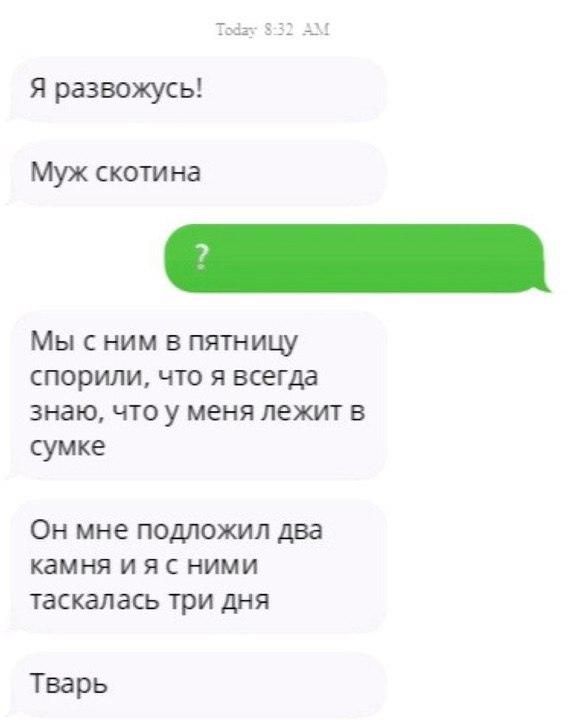 Today 8:32 AM
Я развожусь!
Муж скотина
?
Мы с ним в пятницу
спорили, что я всегда
знаю, что у меня лежит в
сумке
Он мне подложил два
камня и я с ними
таскалась три дня
Тварь